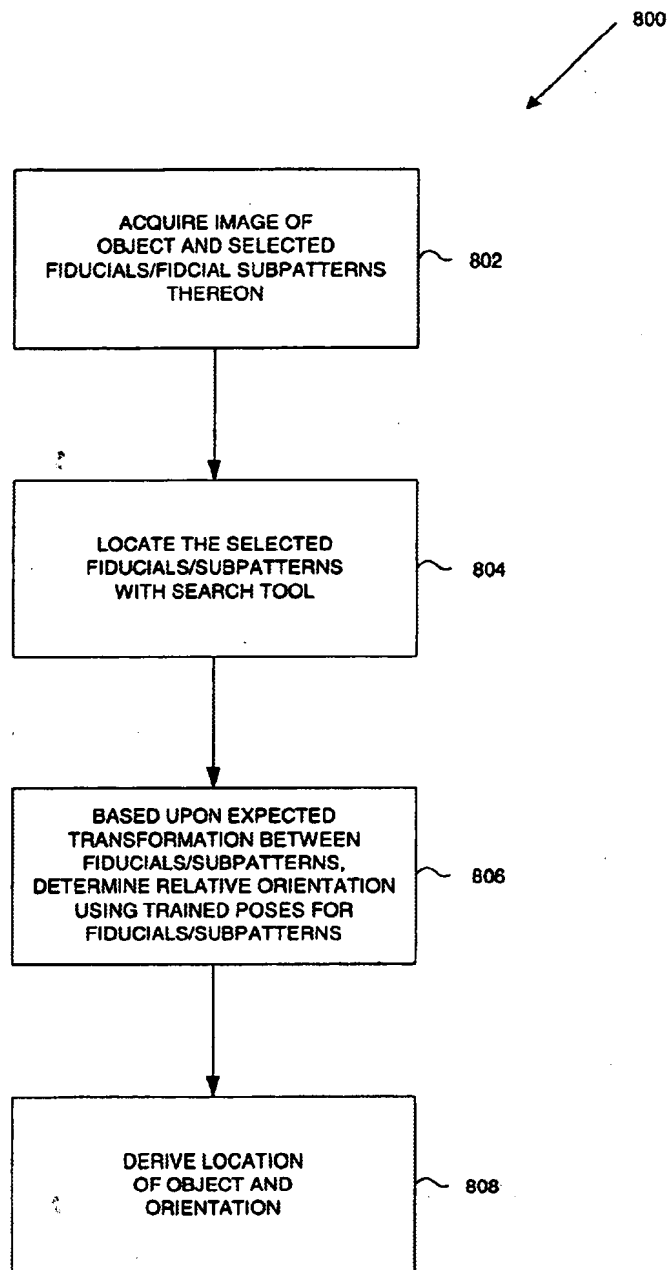 800
ACQUIRE IMAGE OF
OBJECT AND SELECTED
FIDUCIALS/FIDCIAL SUBPATTERNS
THEREON
802
LOCATE THE SELECTED
FIDUCIALS/SUBPATTERNS
WITH SEARCH TOOL
804
BASED UPON EXPECTED
TRANSFORMATION BETWEEN
FIDUCIALS/SUBPATTERNS,
DETERMINE RELATIVE ORIENTATION
USING TRAINED POSES FOR
FIDUCIALS/SUBPATTERNS
806
DERIVE LOCATION
OF OBJECT AND
ORIENTATION
808